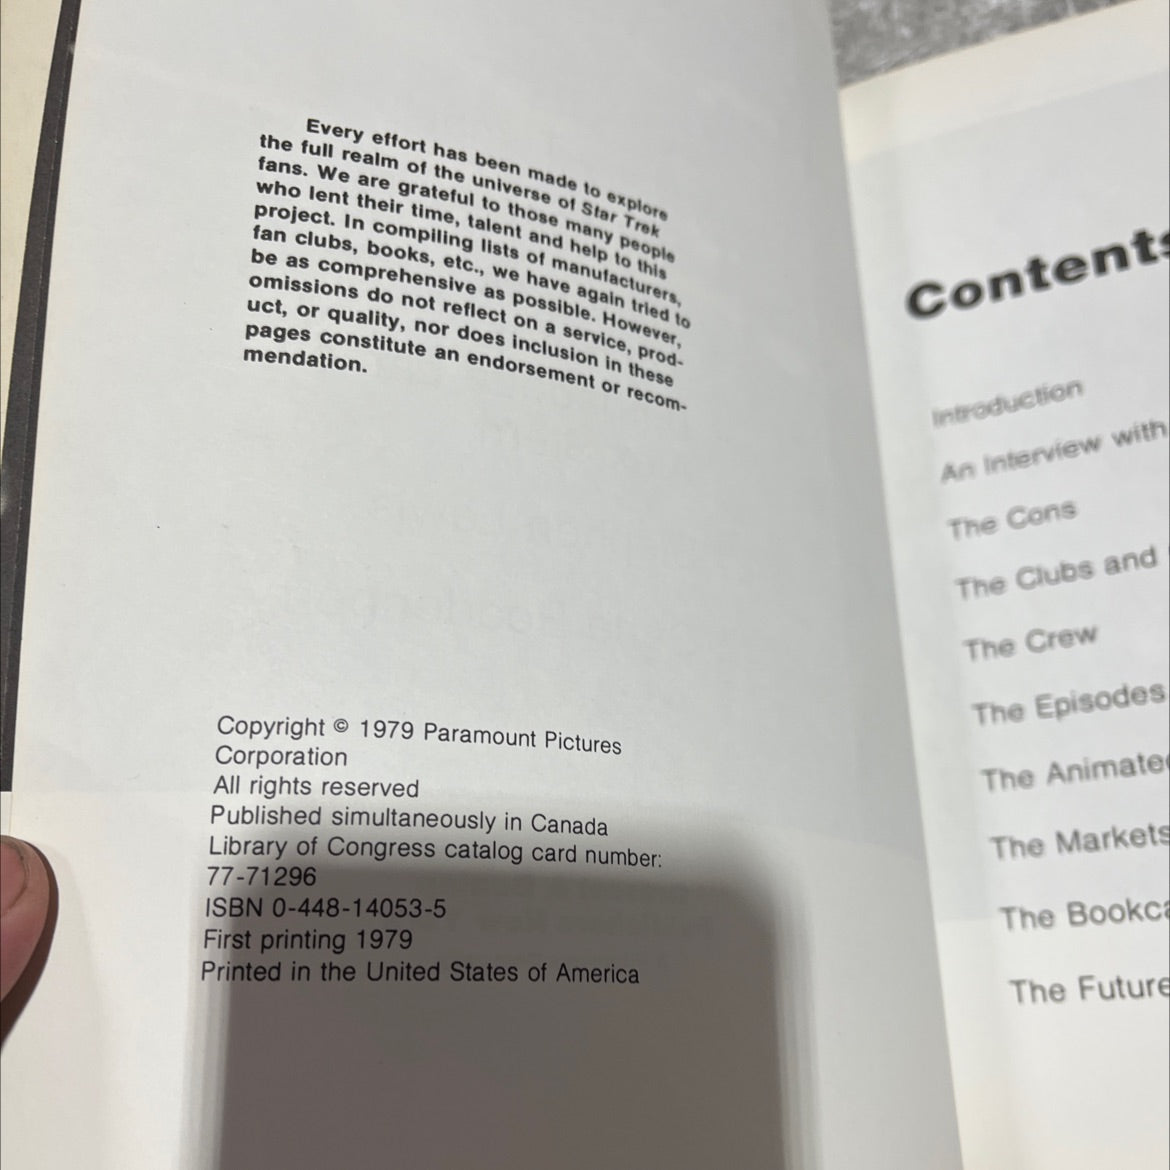 Every effort has been made to explore
the full realm of the universe of Star Trek
fans. We are grateful to those many people
who lent their time, talent and help to this
project. In compiling lists of manufacturers,
fan clubs, books, etc., we have again tried to
be as comprehensive as possible. However,
omissions do not reflect on a service, prod-
uct, or quality, nor does inclusion in these
pages constitute an endorsement or recom-
mendation.
Copyright © 1979 Paramount Pictures
Corporation
All rights reserved
Published simultaneously in Canada
Library of Congress catalog card number:
77-71296
ISBN 0-448-14053-5
First printing 1979
Printed in the United States of America
Contents
Introduction
An Interview with
The Cons
The Clubs and
The Crew
The Episodes
The Animated
The Markets
The Bookca
The Future